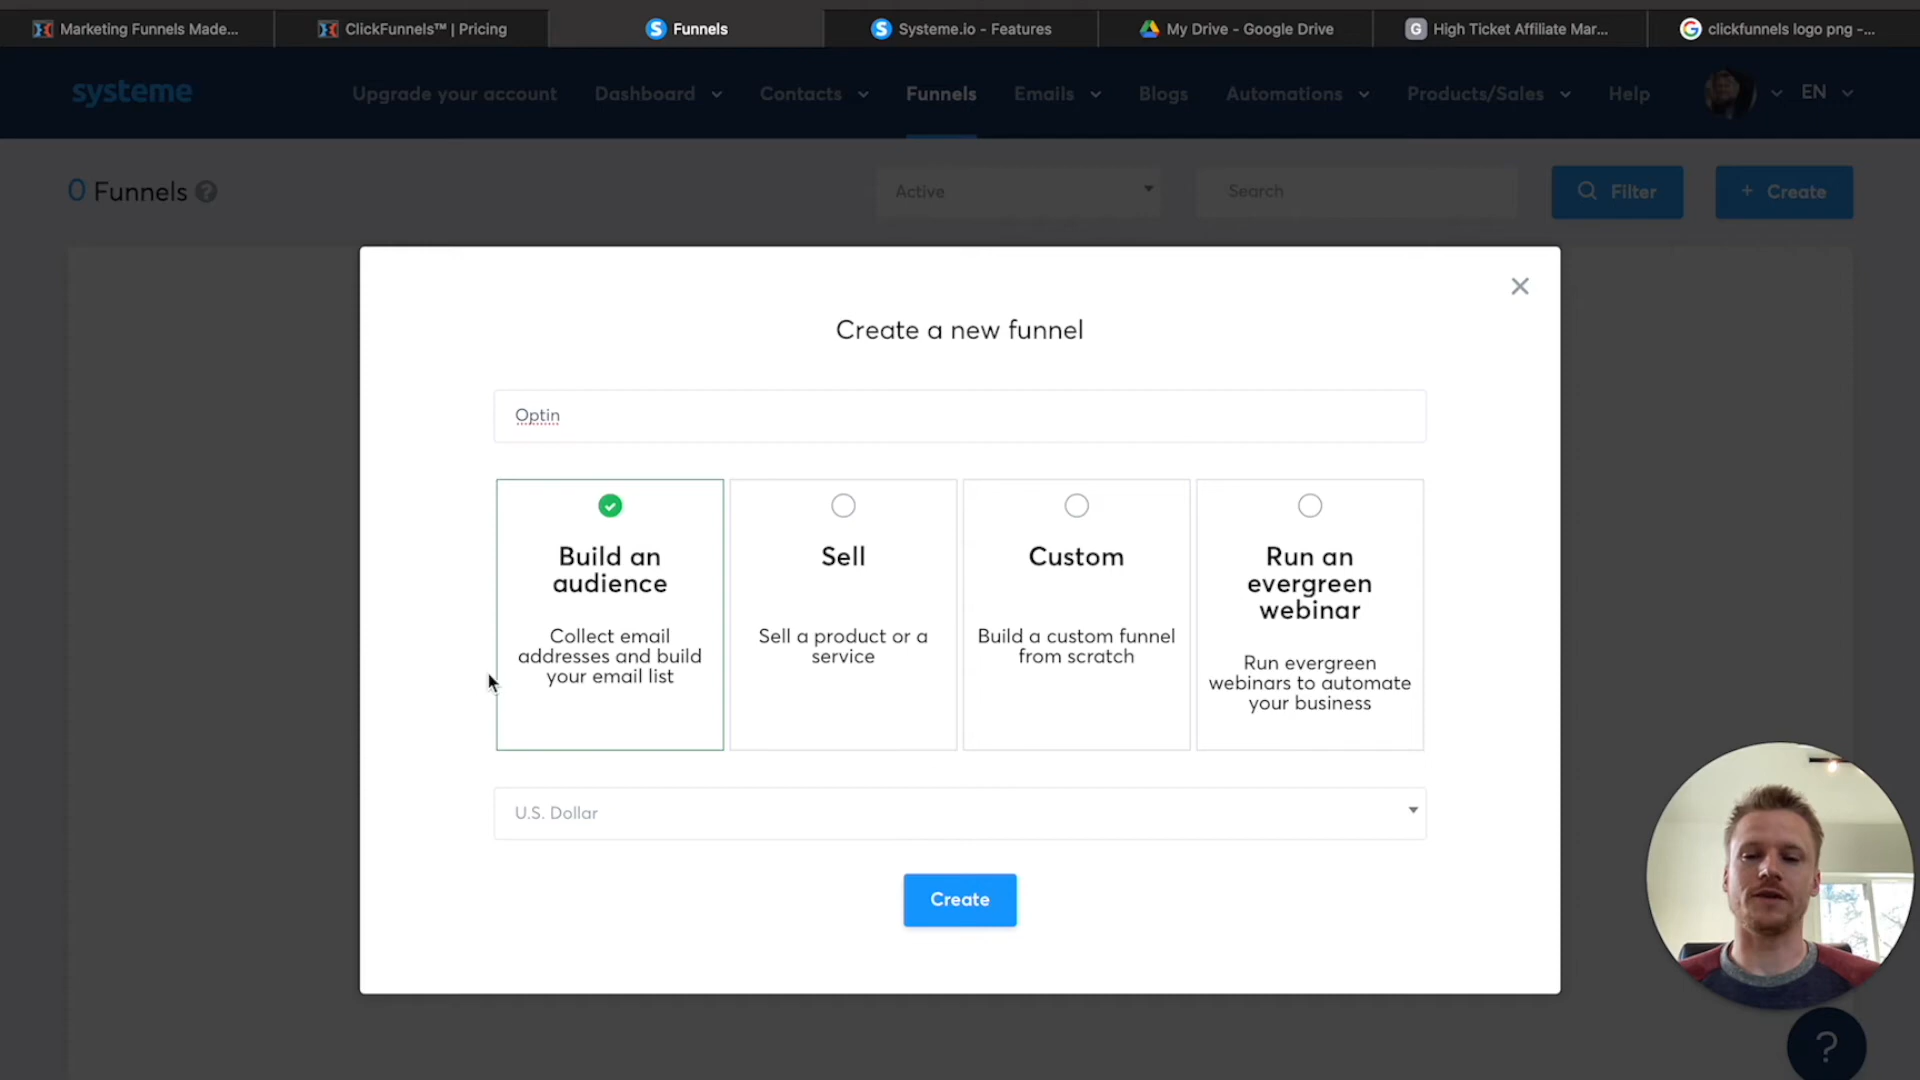 Marketing Funnels Made...
ClickFunnels™ | Pricing
Funnels
Systeme.io - Features
My Drive - Google Drive
G High Ticket Affiliate Mar...
clickfunnels logo png -...
systeme
Upgrade your account
Dashboard
Contacts
Funnels
Emails
Blogs
Automations
Products/Sales
Help
EN
0 Funnels ?
Active
Search
Filter
+ Create
Create a new funnel
Optin
Build an
audience
Collect email
addresses and build
your email list
Sell
Sell a product or a
service
Custom
Build a custom funnel
from scratch
Run an
evergreen
webinar
Run evergreen
webinars to automate
your business
U.S. Dollar
Create
?